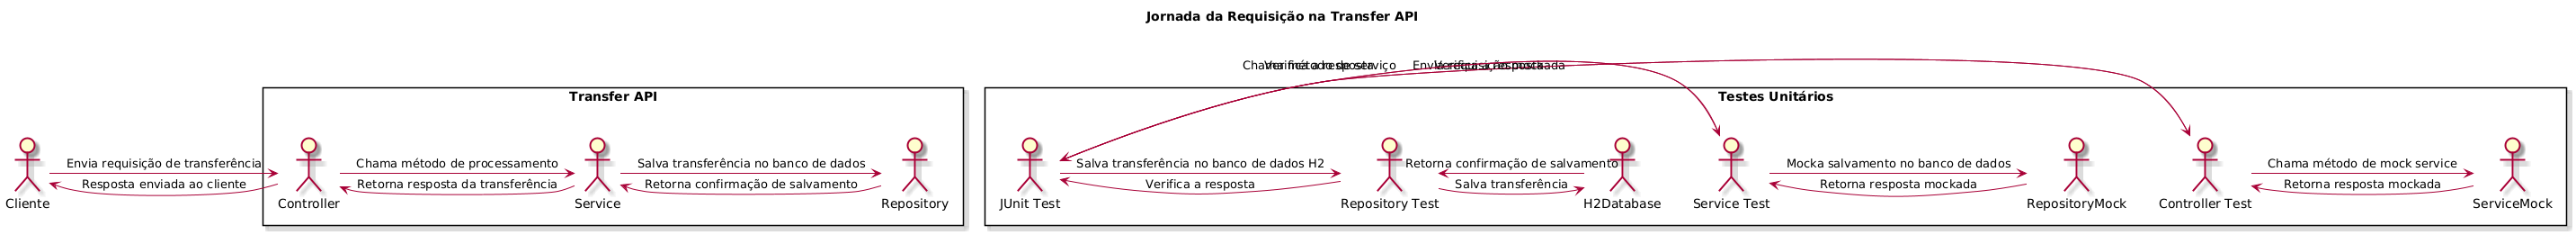 Jornada da Requisição na Transfer API
Chama método de serviço
Verifica a resposta
Envia requisição mockada
Verifica a resposta
Transfer API
Testes Unitários
Envia requisição de transferência
Resposta enviada ao cliente
Chama método de processamento
Retorna resposta da transferência
Salva transferência no banco de dados
Retorna confirmação de salvamento
Salva transferência no banco de dados H2
Verifica a resposta
Retorna confirmação de salvamento
Salva transferência
Mocka salvamento no banco de dados
Retorna resposta mockada
Chama método de mock service
Retorna resposta mockada
Cliente
Controller
Service
Repository
JUnit Test
Repository Test
H2Database
Service Test
RepositoryMock
Controller Test
ServiceMock